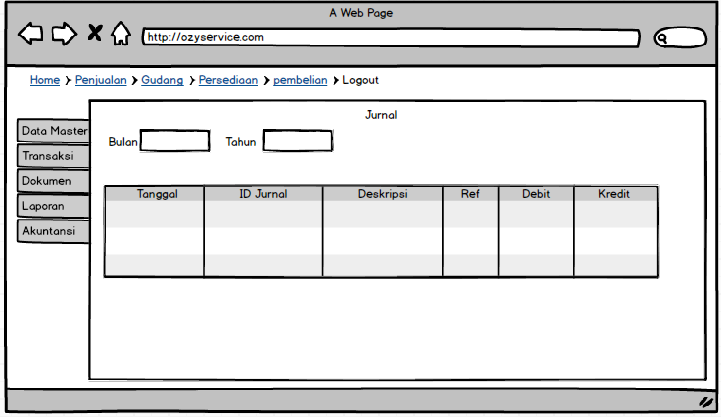 A Web Page
http://ozyservice.com
Home Penjualan Gudang Persediaan pembelian Logout
Jurnal
Data Master
Transaksi
Dokumen
Laporan
Akuntansi
Bulan Tahun
Tanggal ID Jurnal Deskripsi Ref Debit Kredit